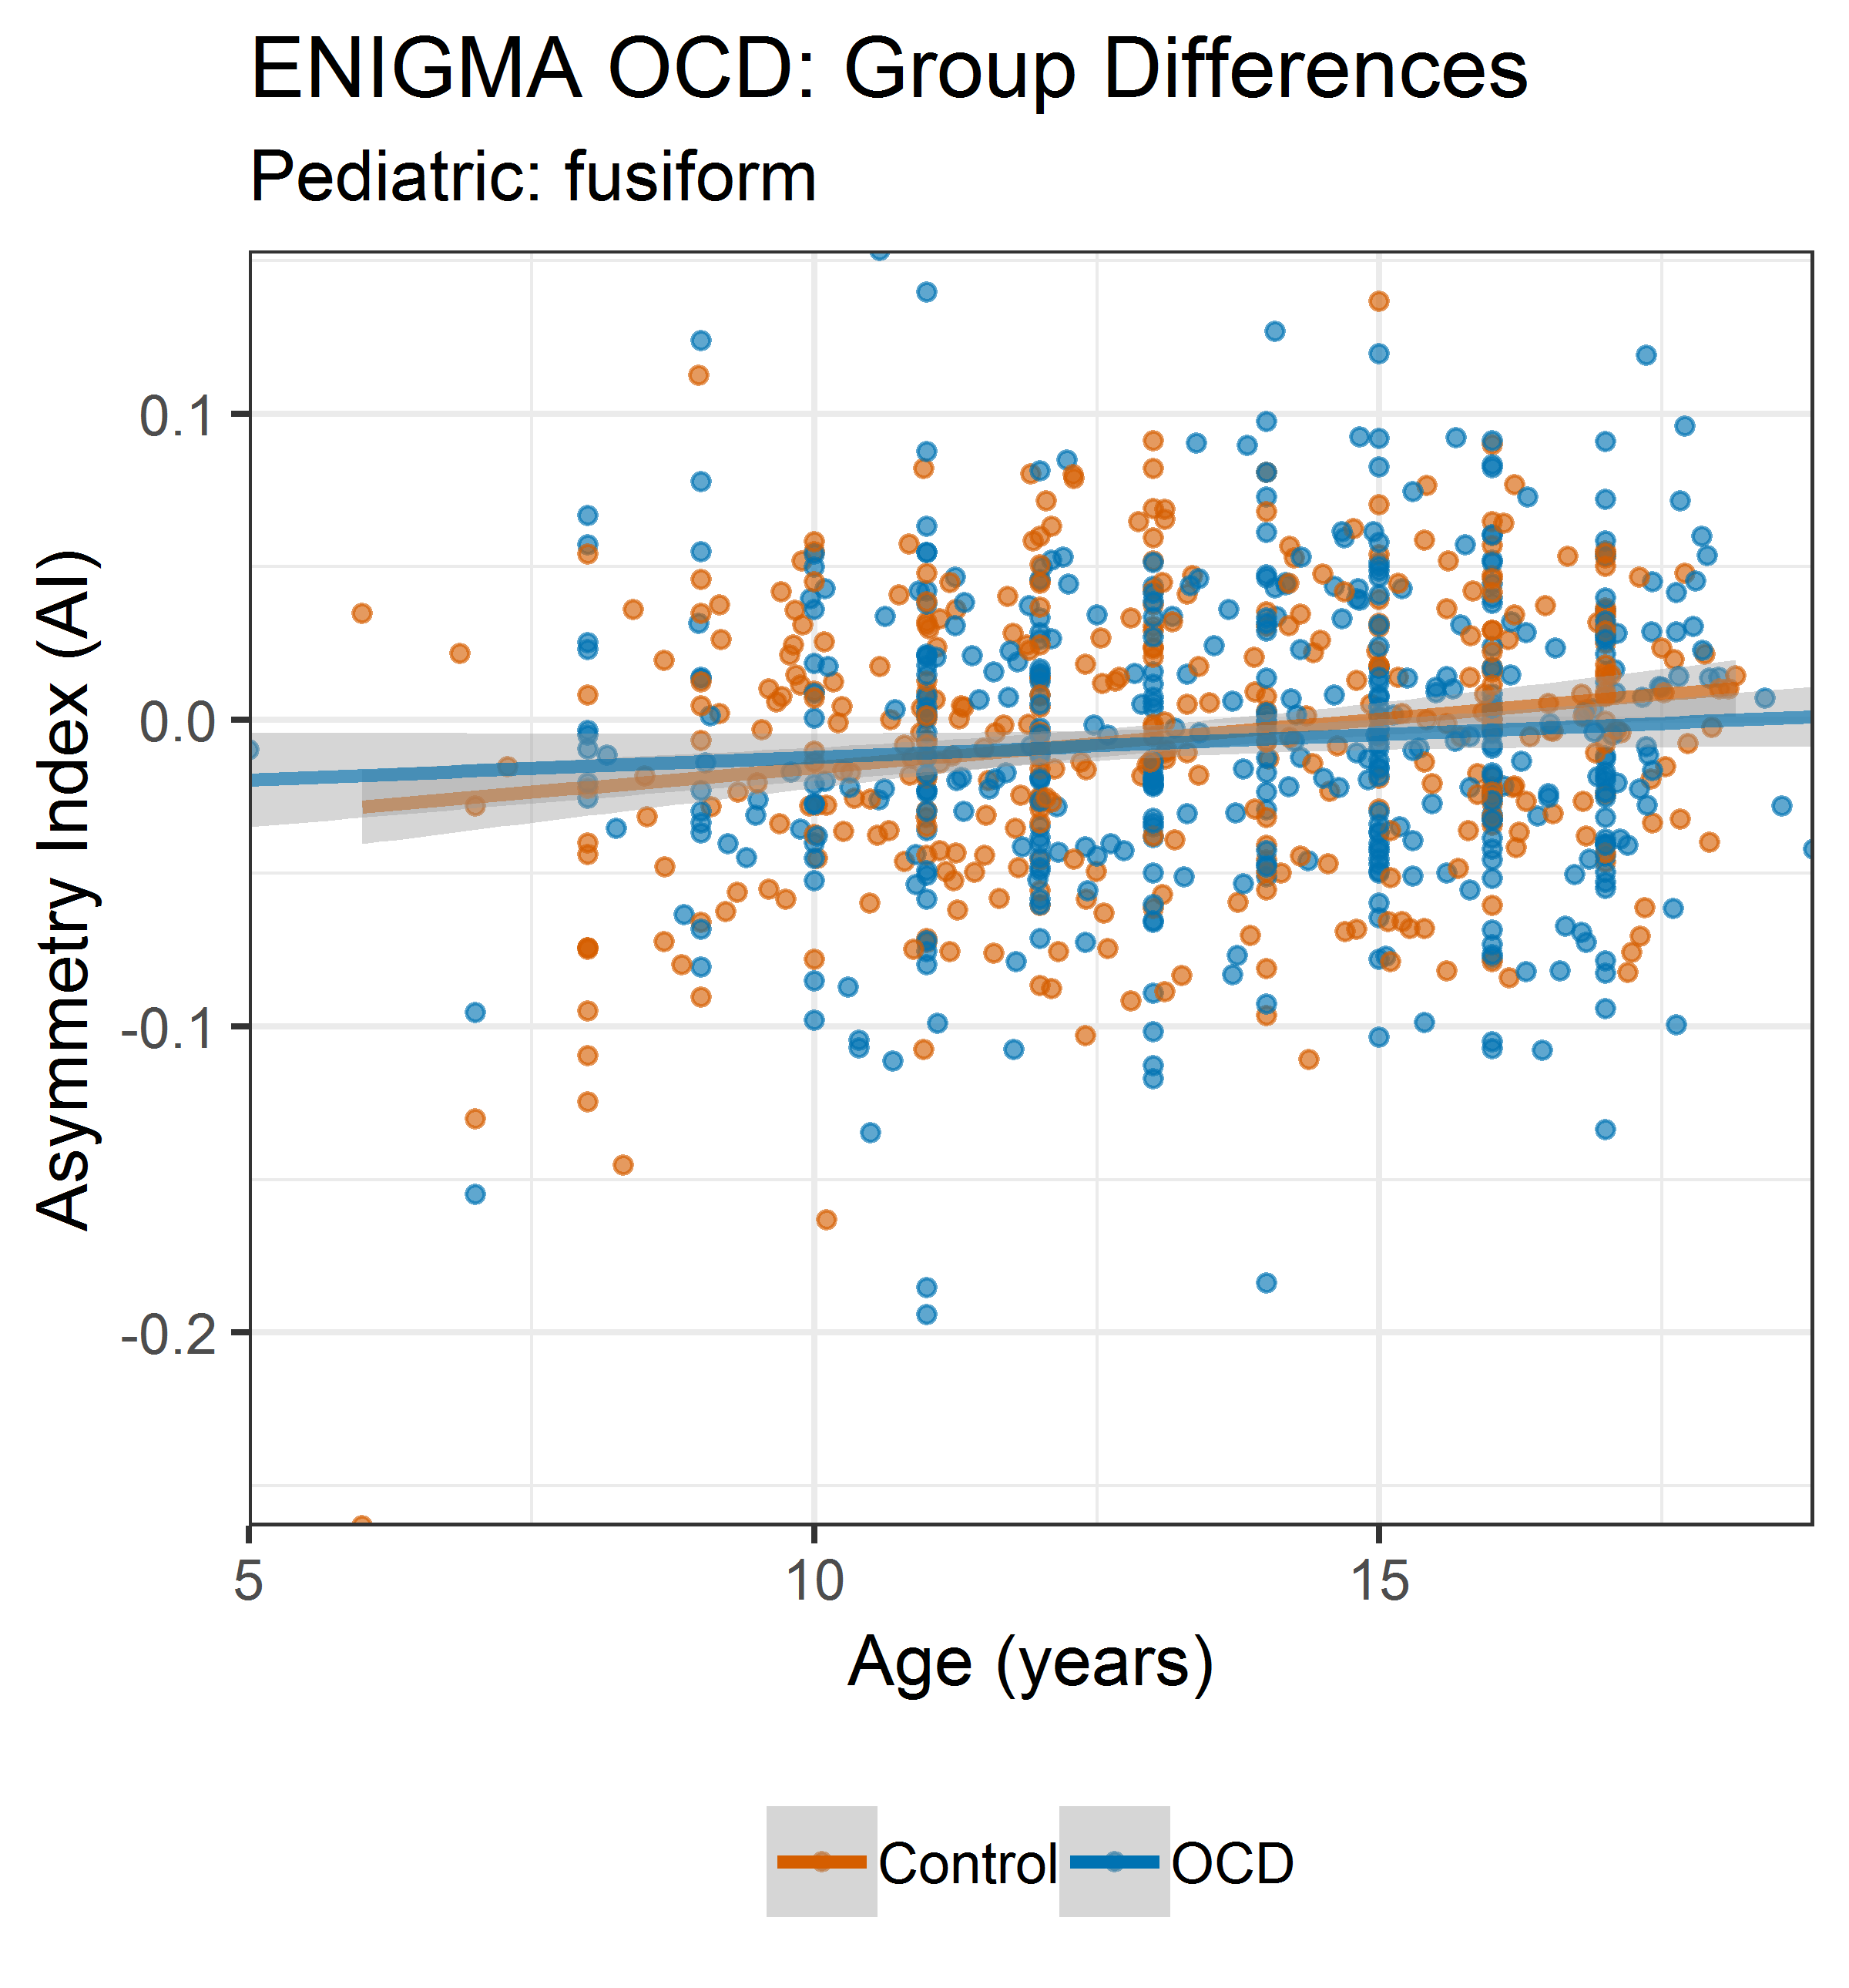 ENIGMA OCD: Group Differences
Pediatric: fusiform
Asymmetry Index (AI)
0.1
0.0
-0.1
-0.2
5 10 15
Age (years)
Control OCD